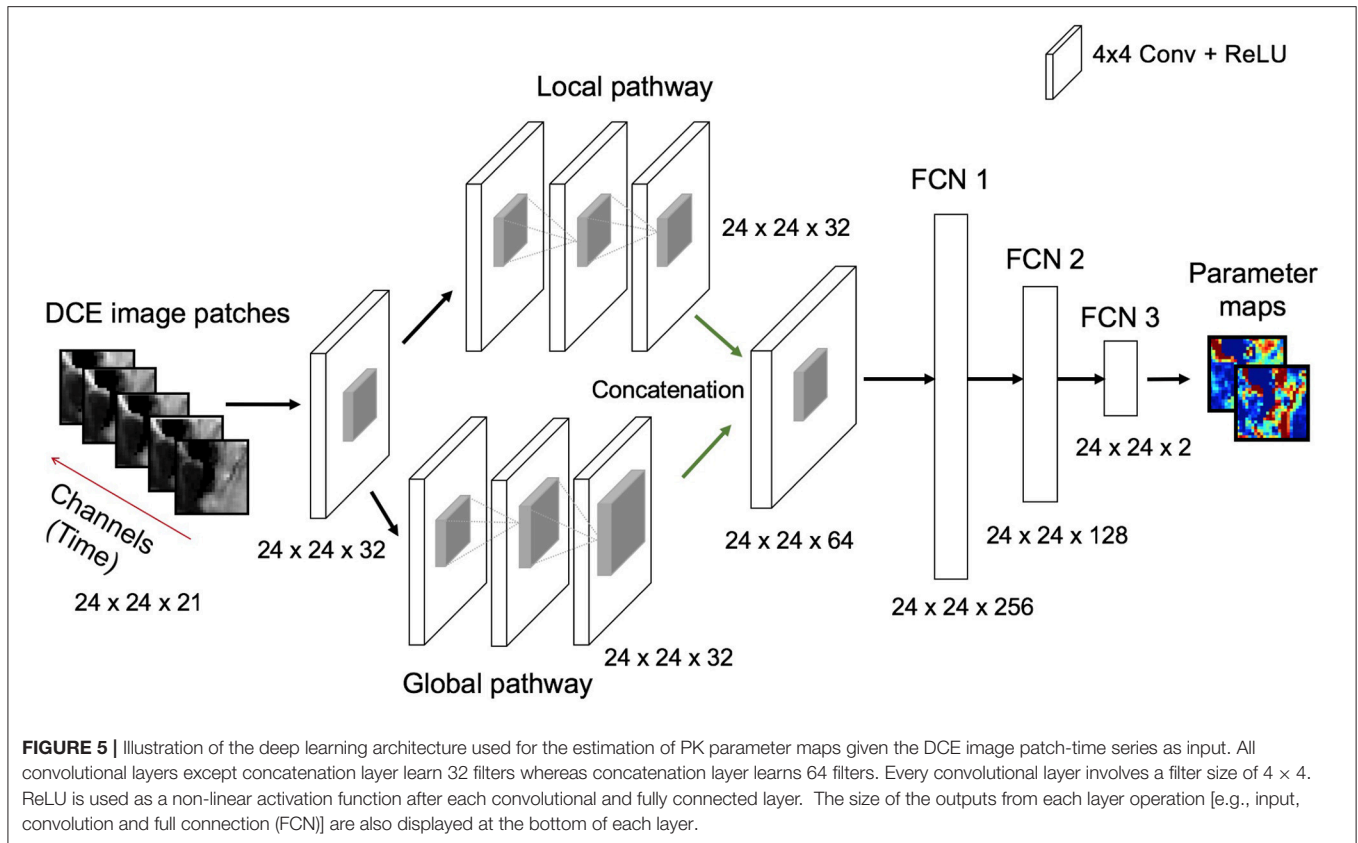 4x4 Conv + ReLU
Local pathway
24 x 24 x 32
DCE image patches
Channels
(Time)
24 x 24 x 21
24 x 24 x 32
Concatenation
24 x 24 x 32
Global pathway
24 x 24 x 64
FCN 1
24 x 24 x 256
FCN 2
24 x 24 x 128
FCN 3
24 x 24 x 2
Parameter
maps
FIGURE 5 | Illustration of the deep learning architecture used for the estimation of PK parameter maps given the DCE image patch-time series as input. All
convolutional layers except concatenation layer learn 32 filters whereas concatenation layer learns 64 filters. Every convolutional layer involves a filter size of 4 × 4.
ReLU is used as a non-linear activation function after each convolutional and fully connected layer. The size of the outputs from each layer operation [e.g., input,
convolution and full connection (FCN)] are also displayed at the bottom of each layer.